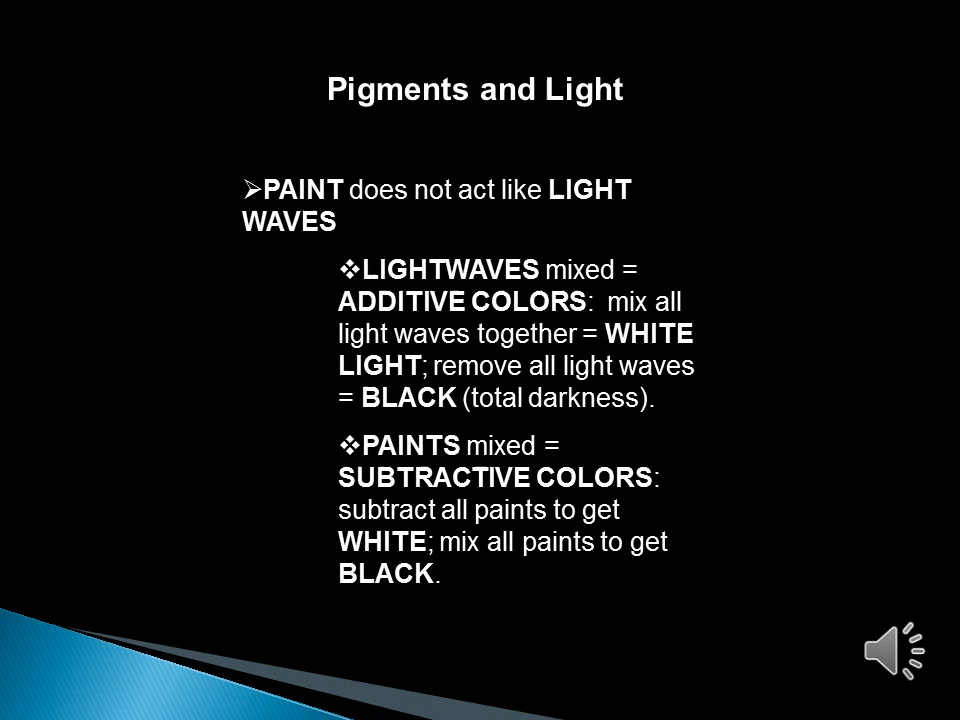 Pigments and Light
➢PAINT does not act like LIGHT
WAVES
❖LIGHTWAVES mixed =
ADDITIVE COLORS:  mix all
light waves together = WHITE
LIGHT; remove all light waves
= BLACK (total darkness).
❖PAINTS mixed =
SUBTRACTIVE COLORS:
subtract all paints to get
WHITE; mix all paints to get
BLACK.